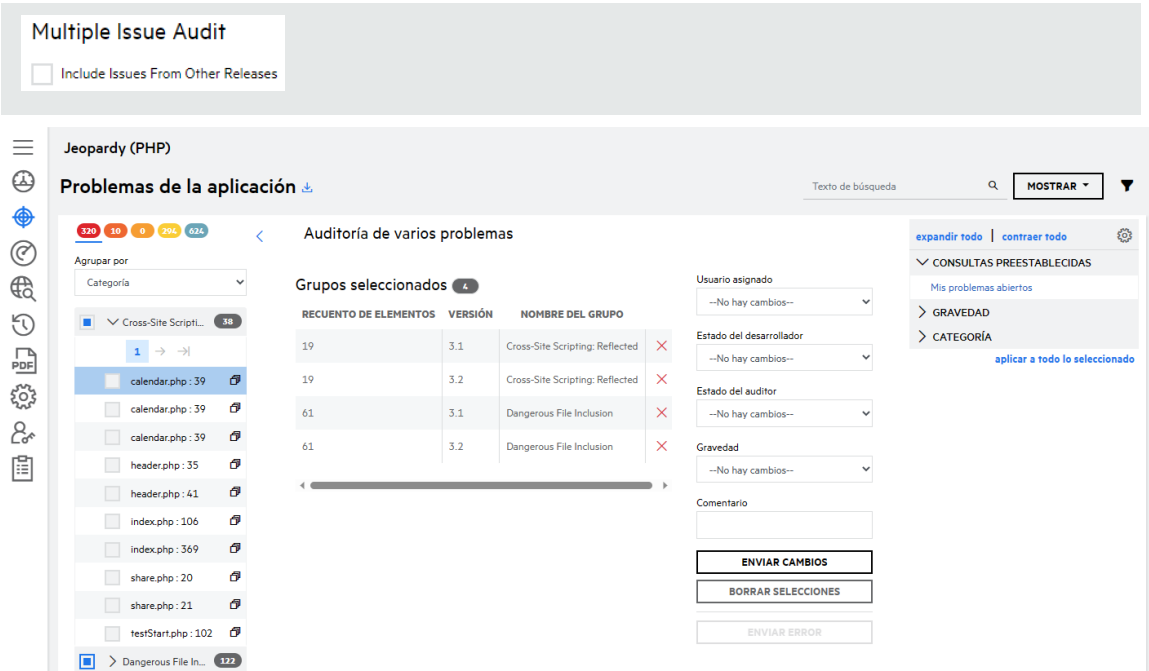 Multiple Issue Audit
Include Issues From Other Releases
Jeopardy (PHP)
Problemas de la aplicación
Texto de búsqueda
MOSTRAR
320 10 0 294 624
Agrupar por
Categoría
Cross-Site Scripti... 38
1
calendar.php : 39
calendar.php : 39
calendar.php : 39
header.php : 35
header.php : 41
index.php : 106
index.php : 369
share.php : 20
share.php : 21
testStart.php : 102
Dangerous File In... 122
Auditoría de varios problemas
Grupos seleccionados 4
RECUENTO DE ELEMENTOS VERSIÓN NOMBRE DEL GRUPO
19 3.1 Cross-Site Scripting: Reflected
19 3.2 Cross-Site Scripting: Reflected
61 3.1 Dangerous File Inclusion
61 3.2 Dangerous File Inclusion
Usuario asignado
--No hay cambios--
Estado del desarrollador
--No hay cambios--
Estado del auditor
--No hay cambios--
Gravedad
--No hay cambios--
Comentario
ENVIAR CAMBIOS
BORRAR SELECCIONES
ENVIAR ERROR
expandir todo | contraer todo
CONSULTAS PREESTABLECIDAS
Mis problemas abiertos
GRAVEDAD
CATEGORÍA
aplicar a todo lo seleccionado
PDF